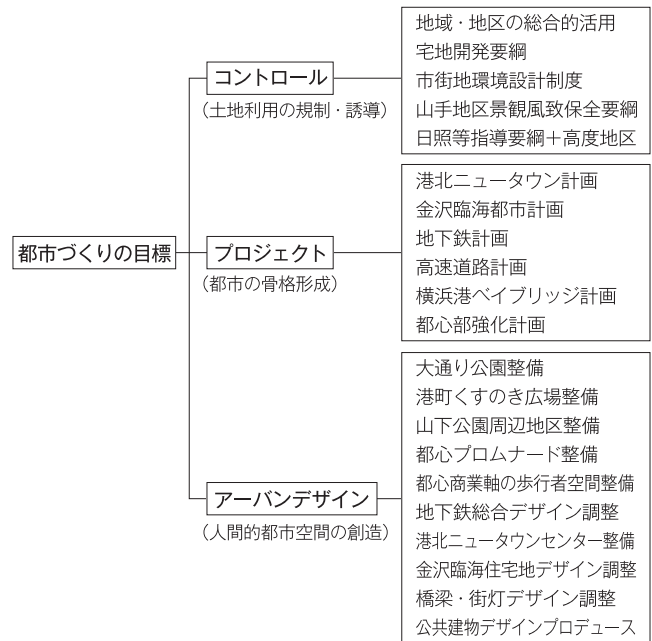 都市づくりの目標
コントロール
（土地利用の規制・誘導）
地域・地区の総合的活用
宅地開発要綱
市街地環境設計制度
山手地区景観風致保全要綱
日照等指導要綱＋高度地区
プロジェクト
（都市の骨格形成）
港北ニュータウン計画
金沢臨海都市計画
地下鉄計画
高速道路計画
横浜港ベイブリッジ計画
都心部強化計画
アーバンデザイン
（人間的都市空間の創造）
大通り公園整備
港町くすのき広場整備
山下公園周辺地区整備
都心プロムナード整備
都心商業軸の歩行者空間整備
地下鉄総合デザイン調整
港北ニュータウンセンター整備
金沢臨海住宅地デザイン調整
橋梁・街灯デザイン調整
公共建物デザインプロデュース